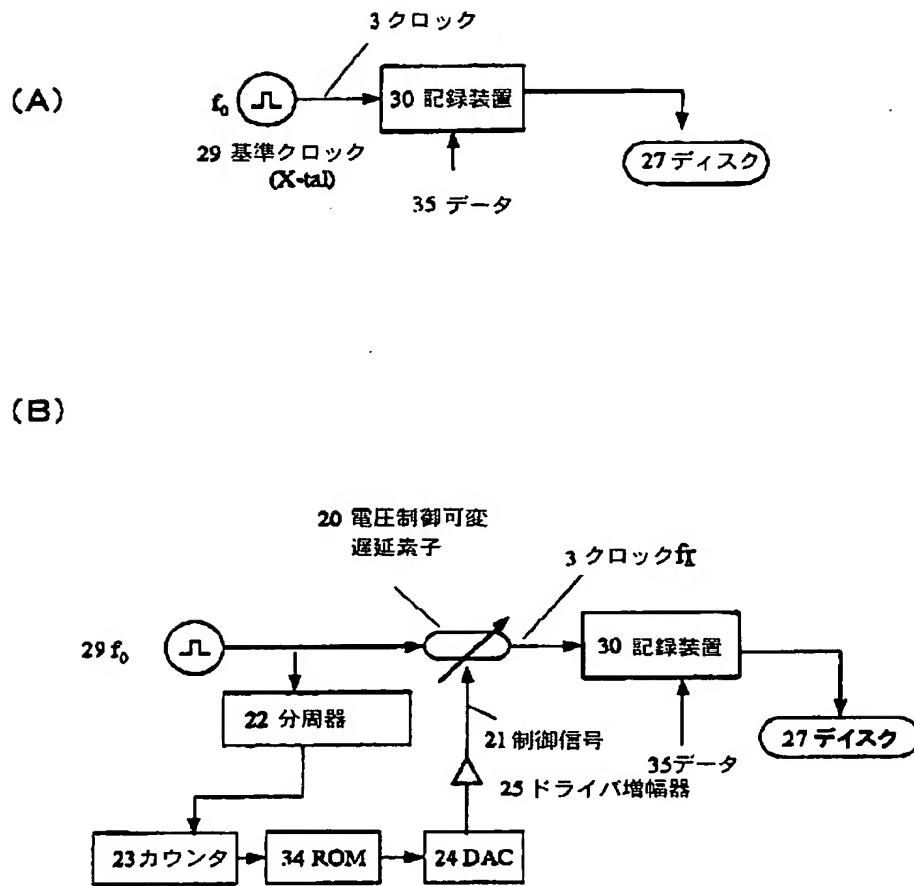 (A)
3 クロック
f₀
30 記録装置
27 ディスク
29 基準クロック
(X-tal)
35 データ
(B)
20 電圧制御可変
遅延素子
3 クロックfr
29 f₀
30 記録装置
22 分周器
21 制御信号
35データ
27 デイスク
25 ドライバ増幅器
23カウンタ
34 ROM
24 DAC